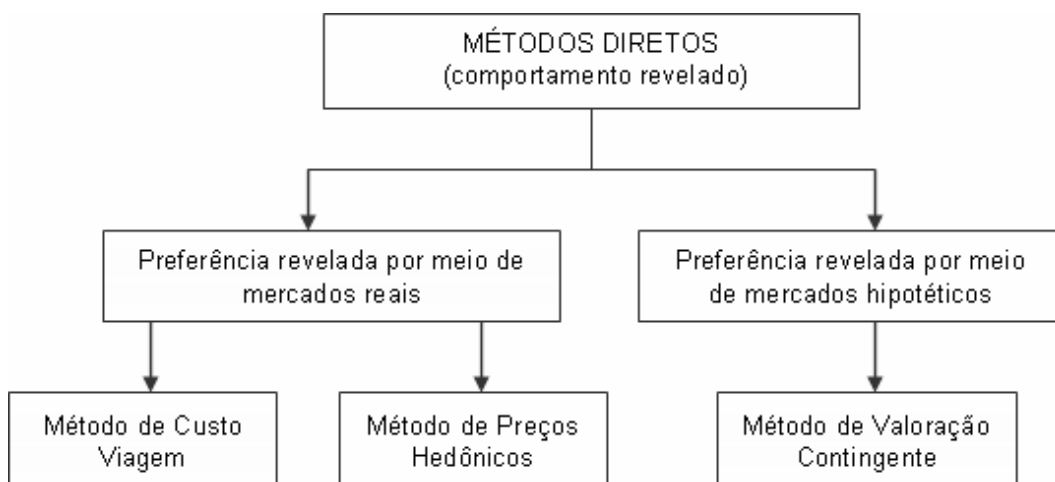 MÉTODOS DIRETOS
(comportamento revelado)
Preferência revelada por meio de
mercados reais
Preferência revelada por meio
de mercados hipotéticos
Método de Custo
Viagem
Método de Preços
Hedônicos
Método de Valoração
Contingente